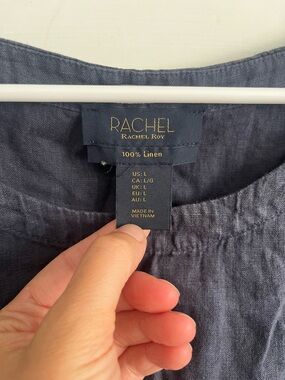 RACHEL
RACHEL ROY
100% Linen
US: L
CA: L/G
UK: L
EU: L
AU: L
MADE IN
VIETNAM